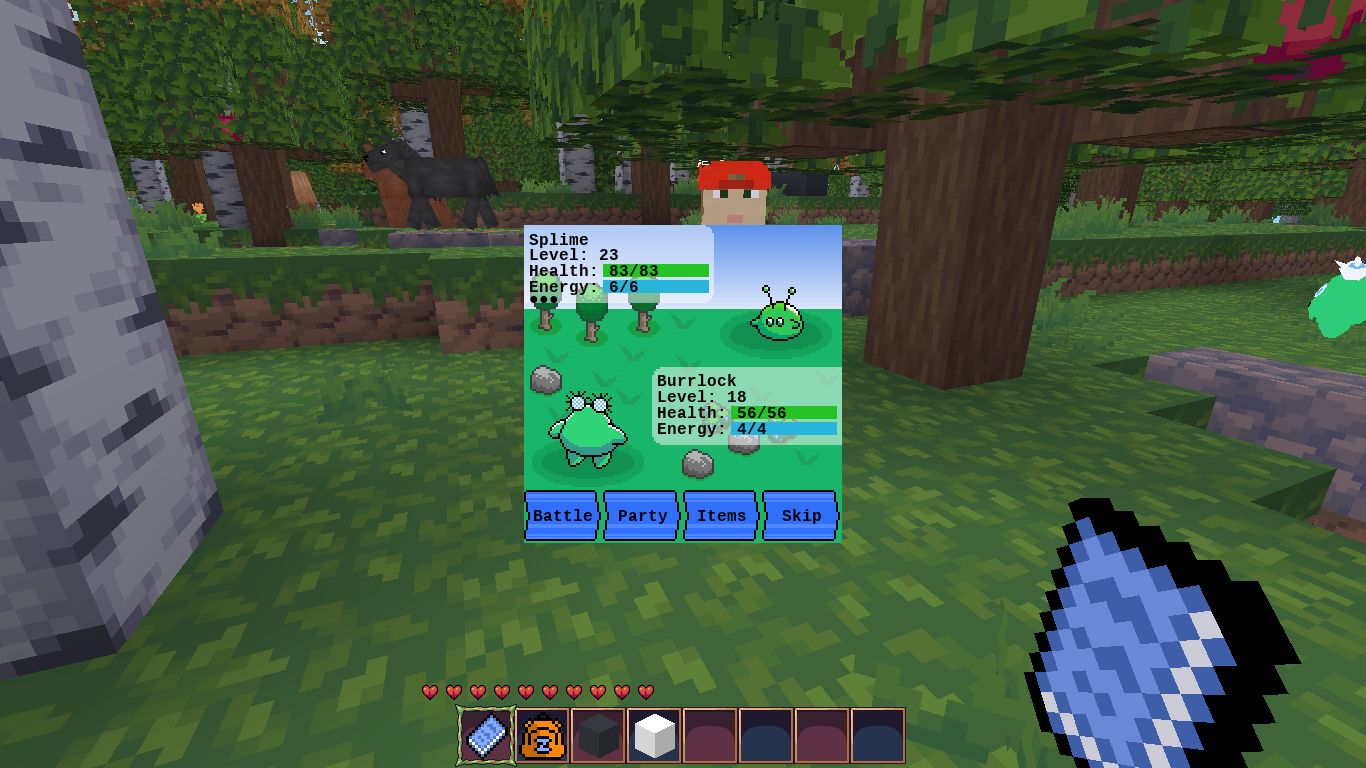 Splime
Level: 23
Health: 83/83
Energy: 6/6
Burrlock
Level: 18
Health: 56/56
Energy: 4/4
Battle Party Items Skip